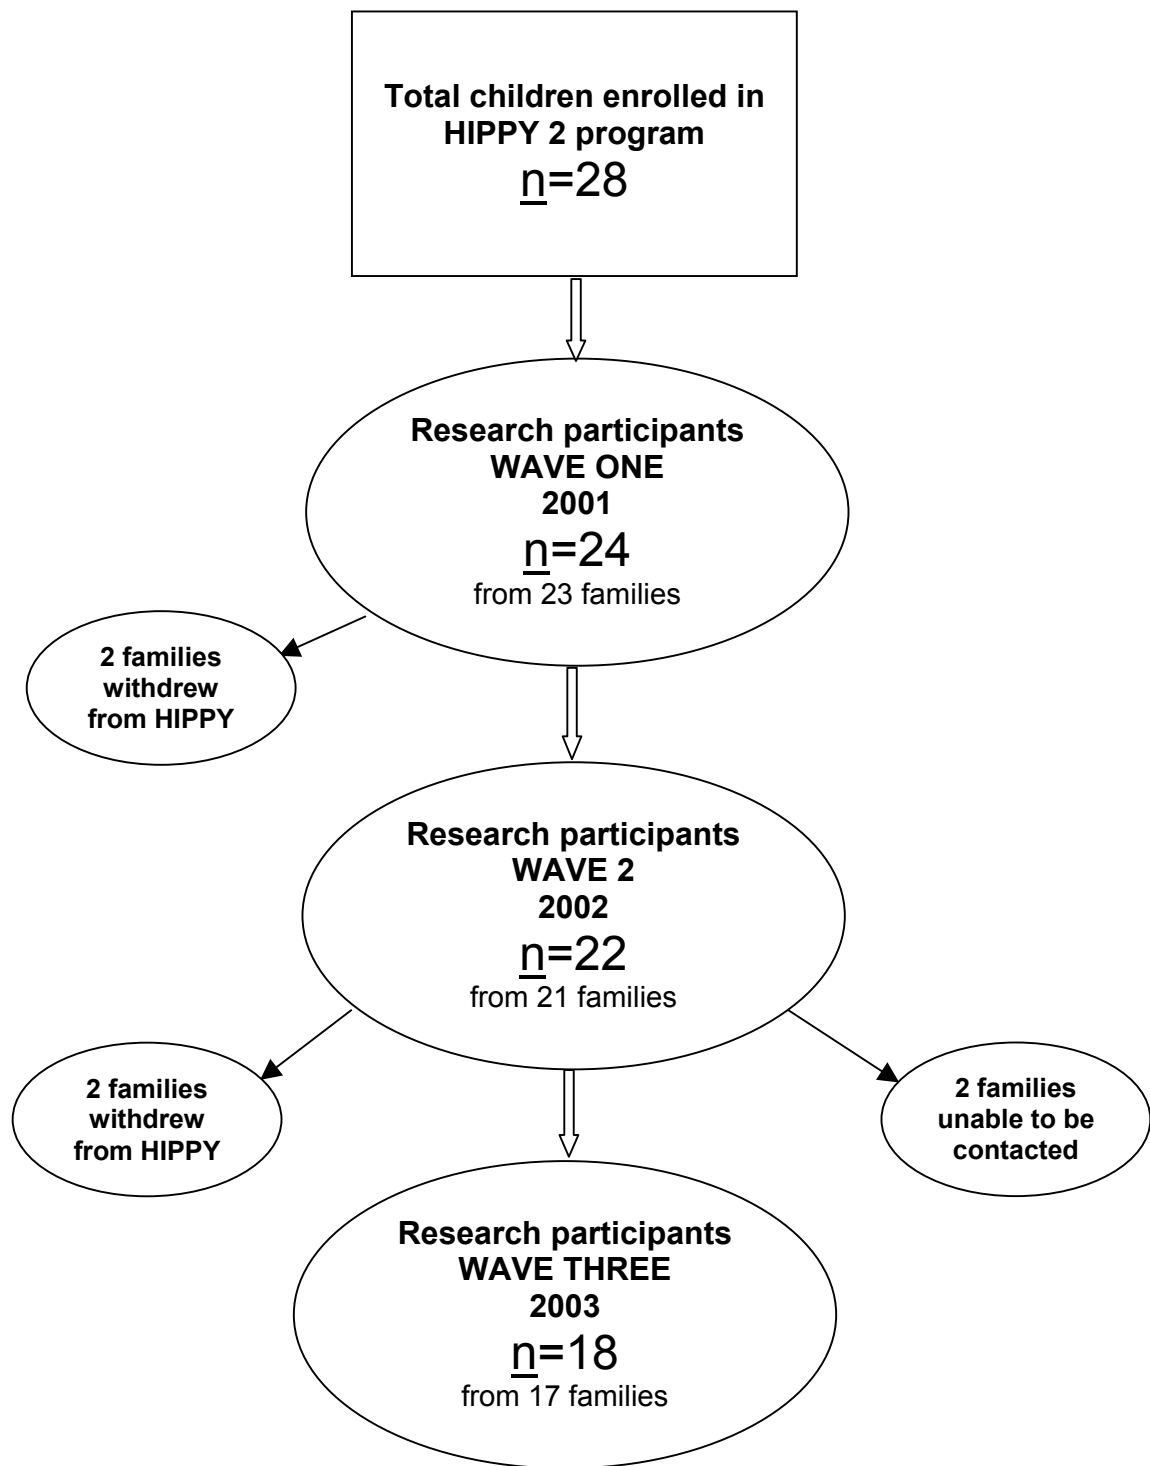 Total children enrolled in
HIPPY 2 program
n=28
Research participants
WAVE ONE
2001
n=24
from 23 families
2 families
withdrew
from HIPPY
Research participants
WAVE 2
2002
n=22
from 21 families
2 families
withdrew
from HIPPY
2 families
unable to be
contacted
Research participants
WAVE THREE
2003
n=18
from 17 families